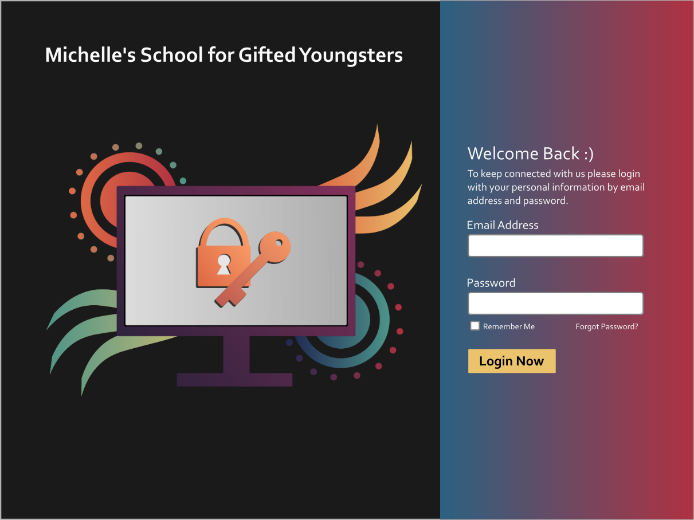 Michelle's School for Gifted Youngsters
Welcome Back :)
To keep connected with us please login
with your personal information by email
address and password.
Email Address
Password
Remember Me
Forgot Password?
Login Now